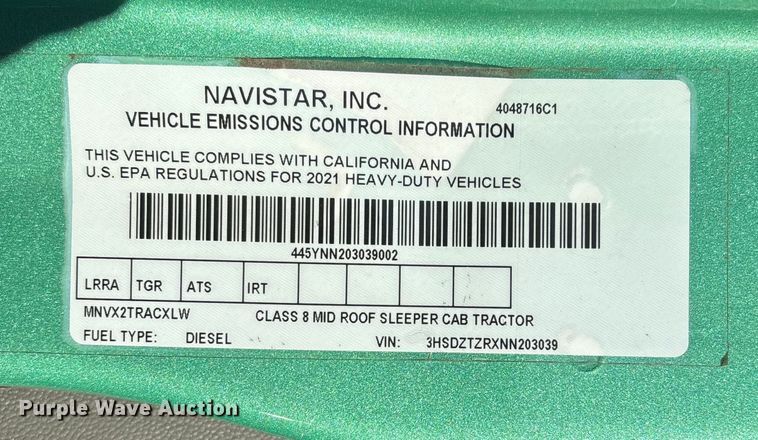 NAVISTAR, INC.
4048716C1
VEHICLE EMISSIONS CONTROL INFORMATION
THIS VEHICLE COMPLIES WITH CALIFORNIA AND
U.S. EPA REGULATIONS FOR 2021 HEAVY-DUTY VEHICLES
445YNN203039002
LRRA TGR ATS IRT
MNVX2TRACXLW CLASS 8 MID ROOF SLEEPER CAB TRACTOR
FUEL TYPE: DIESEL VIN: 3HSDZTZRXNN203039
Purple Wave Auction